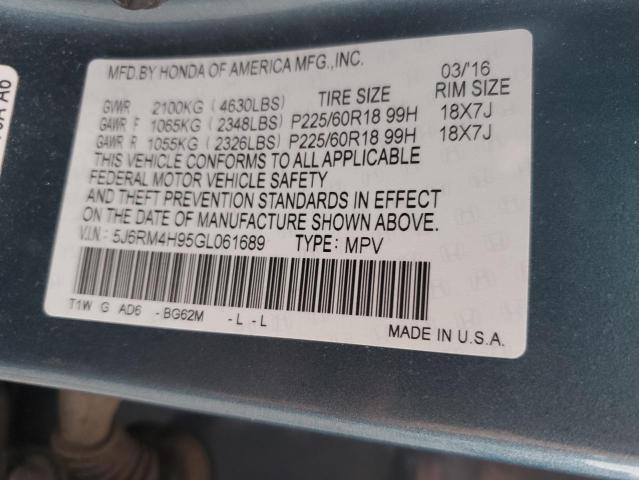 MFD.BY HONDA OF AMERICA MFG.,INC. 03/'16
TIRE SIZE RIM SIZE
GVWR 2100KG (4630LBS)
GAWR F 1065KG (2348LBS) P225/60R18 99H 18X7J
GAWR R 1055KG (2326LBS) P225/60R18 99H 18X7J
THIS VEHICLE CONFORMS TO ALL APPLICABLE
FEDERAL MOTOR VEHICLE SAFETY
AND THEFT PREVENTION STANDARDS IN EFFECT
ON THE DATE OF MANUFACTURE SHOWN ABOVE.
V.I.N.: 5J6RM4H95GL061689 TYPE: MPV
T1W G AD6 -BG62M -L -L
MADE IN U.S.A.